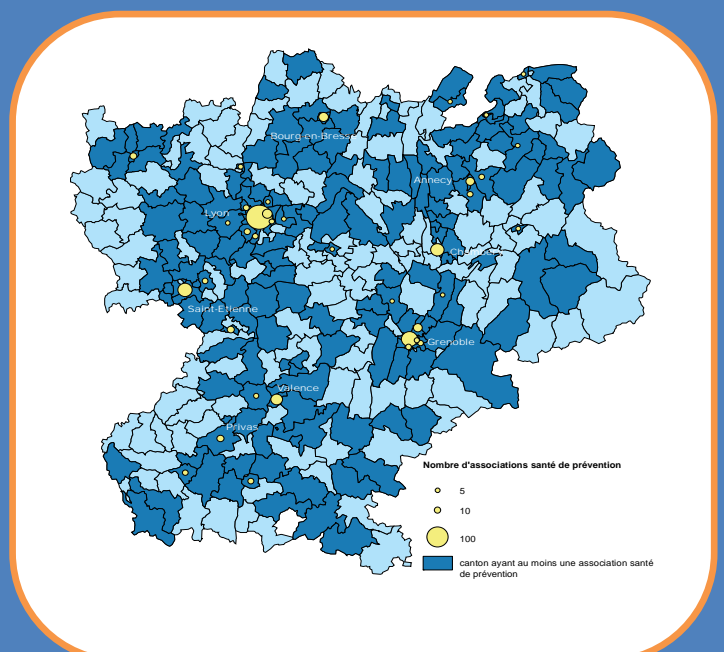 Bourg-en-Bresse
Annecy
Lyon
Chambéry
Saint-Etienne
Grenoble
Valence
Privas
Nombre d'associations santé de prévention
5
10
100
canton ayant au moins une association santé
de prévention